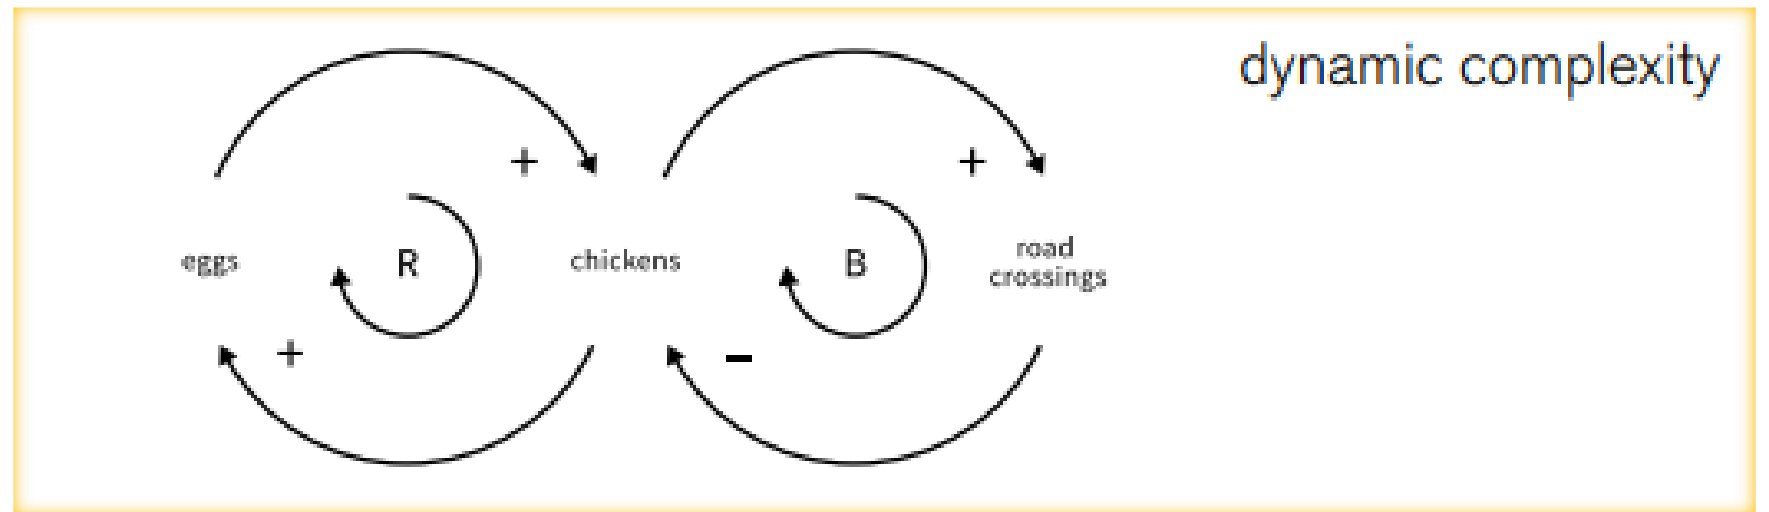 dynamic complexity
+
+
eggs
R
chickens
B
road
crossings
+
–